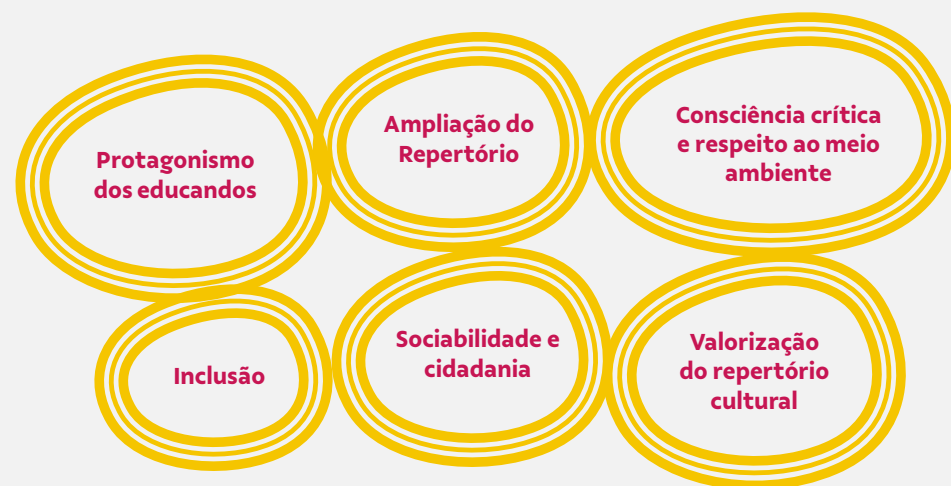 Protagonismo
dos educandos
Ampliação do
Repertório
Consciência crítica
e respeito ao meio
ambiente
Inclusão
Sociabilidade e
cidadania
Valorização
do repertório
cultural